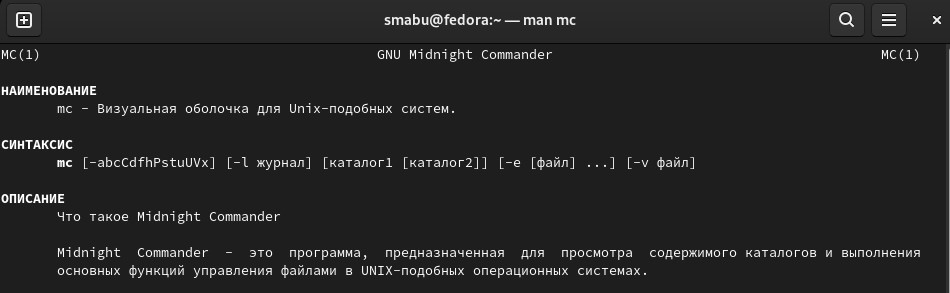 smabu@fedora:~ — man mc
MC(1) GNU Midnight Commander MC(1)
НАИМЕНОВАНИЕ
mc - Визуальная оболочка для Unix-подобных систем.
СИНТАКСИС
mc [-abcCdfhPstuUVx] [-l журнал] [каталог1 [каталог2]] [-e [файл] ...] [-v файл]
ОПИСАНИЕ
Что такое Midnight Commander
Midnight Commander - это программа, предназначенная для просмотра содержимого каталогов и выполнения
основных функций управления файлами в UNIX-подобных операционных системах.